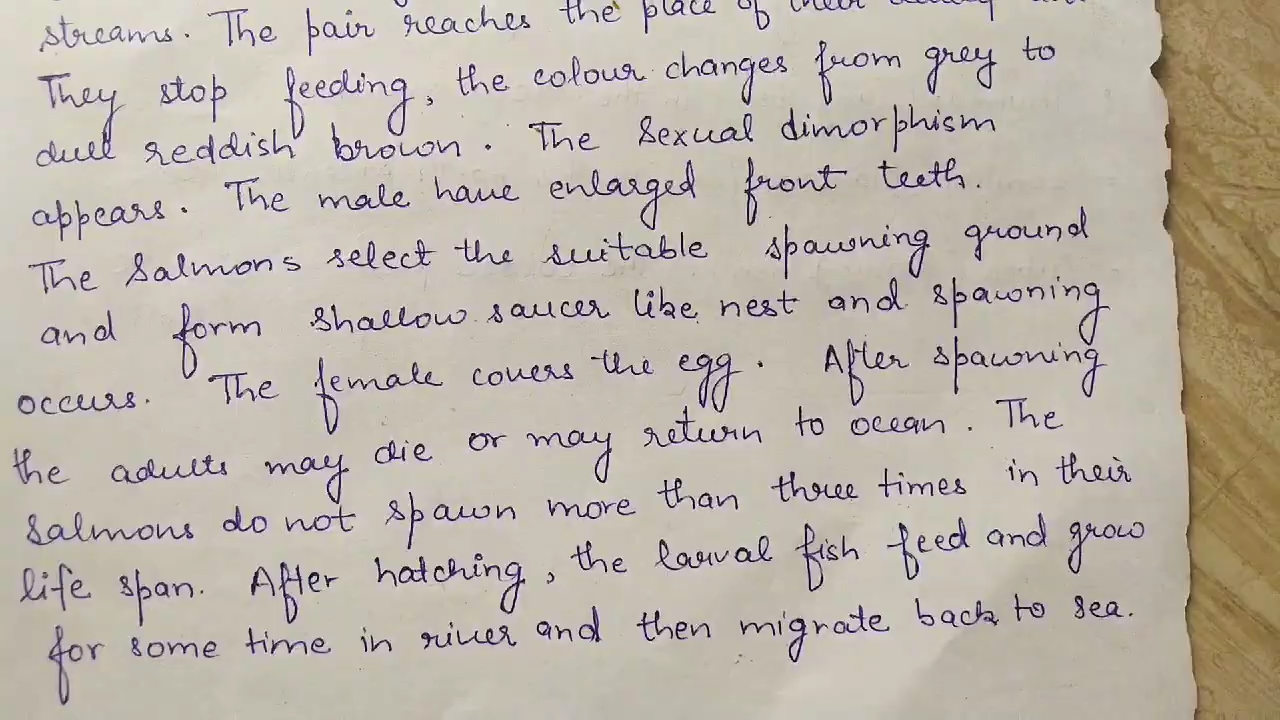 streams. The pair reaches the place of their
They stop feeding, the colour changes from grey to
dull reddish brown. The sexual dimorphism
appears. The male have enlarged front teeth.
The Salmons select the suitable spawning ground
and form shallow saucer like nest and spawning
occurs. The female covers the egg. After spawning
the adults may die or may return to ocean. The
Salmons do not spawn more than three times in their
life span. After hatching, the larval fish feed and grow
for some time in river and then migrate back to sea.